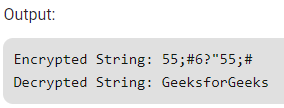 Output:
Encrypted String: 55;#6?"55;#
Decrypted String: GeeksforGeeks